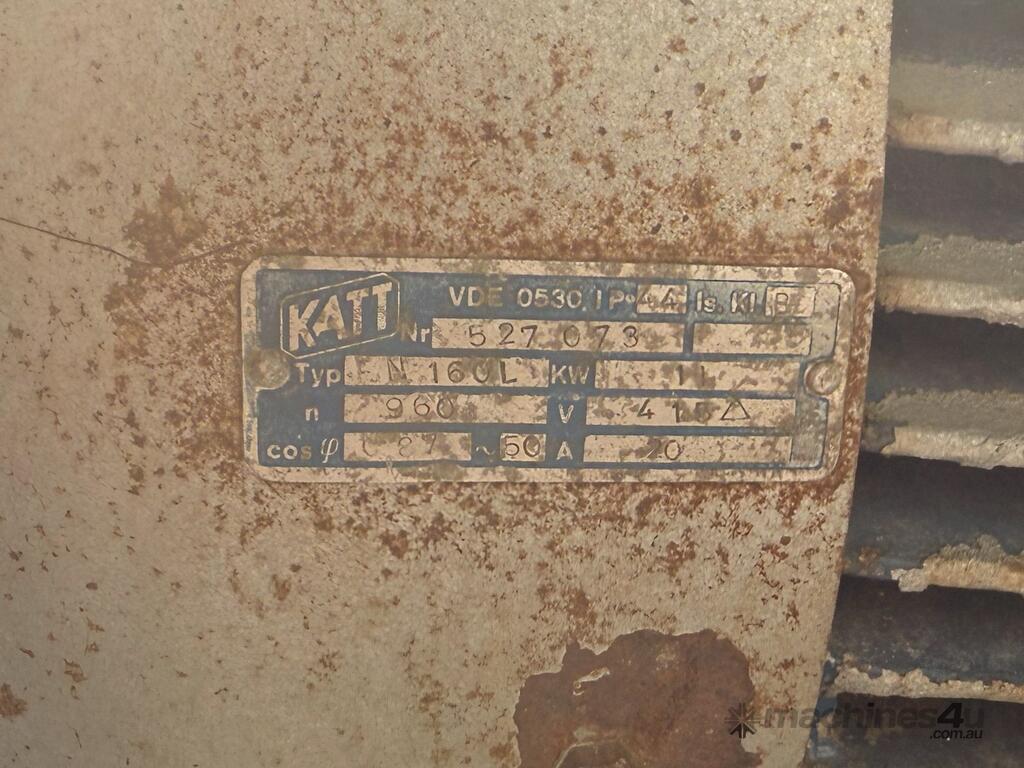 KATT VDE 0530 IP 44 Is. Kl B
Nr 527 073
Typ N 160L KW 11
n 960 V 415 △
cos φ 87 ~ 50 A 20
machines4u
.com.au